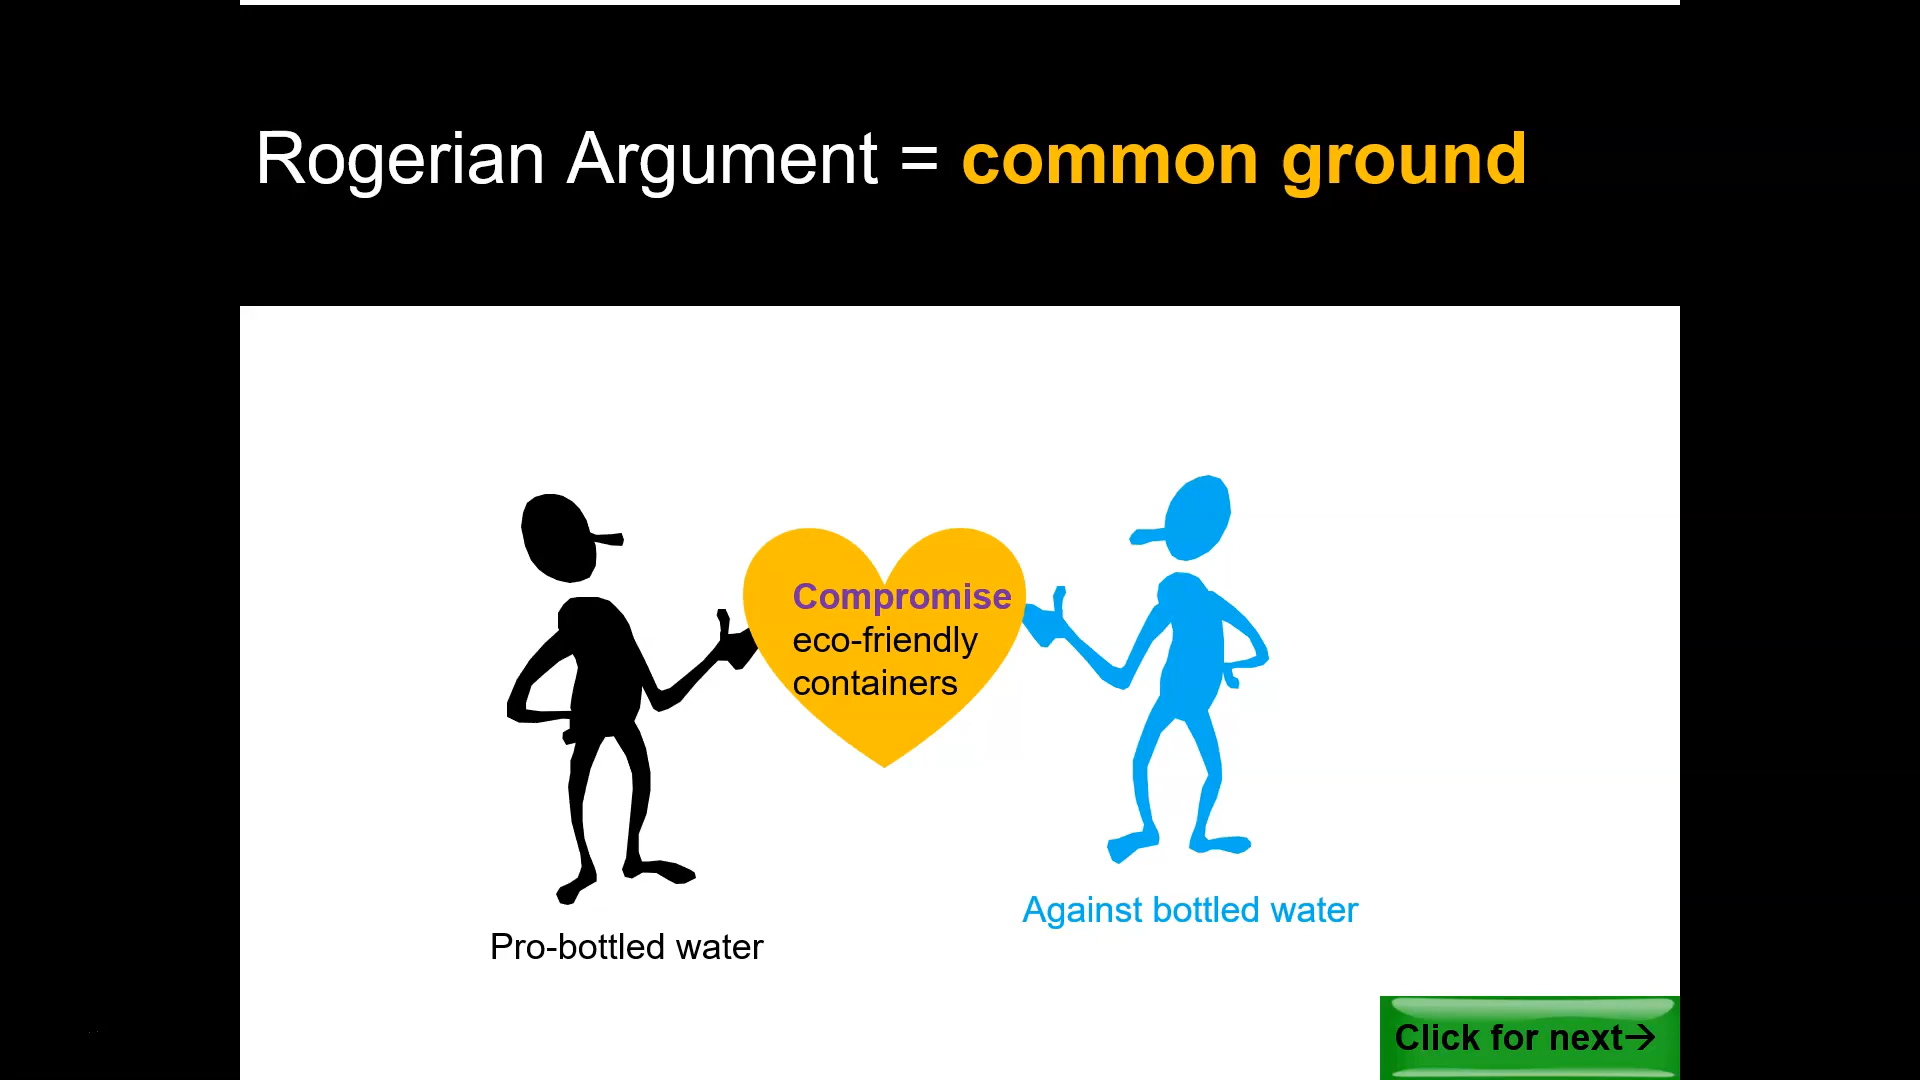 Rogerian Argument = common ground
Compromise
eco-friendly
containers
Against bottled water
Pro-bottled water
Click for next→